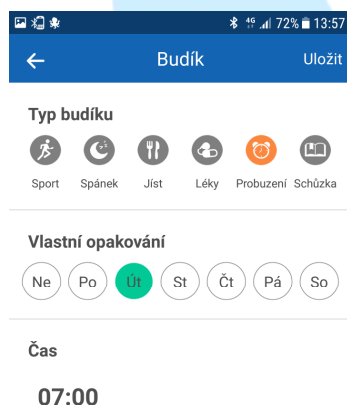 4G 72% 13:57
Budík Uložit
Typ budíku
Sport Spánek Jíst Léky Probuzení Schůzka
Vlastní opakování
Ne Po Út St Čt Pá So
Čas
07:00